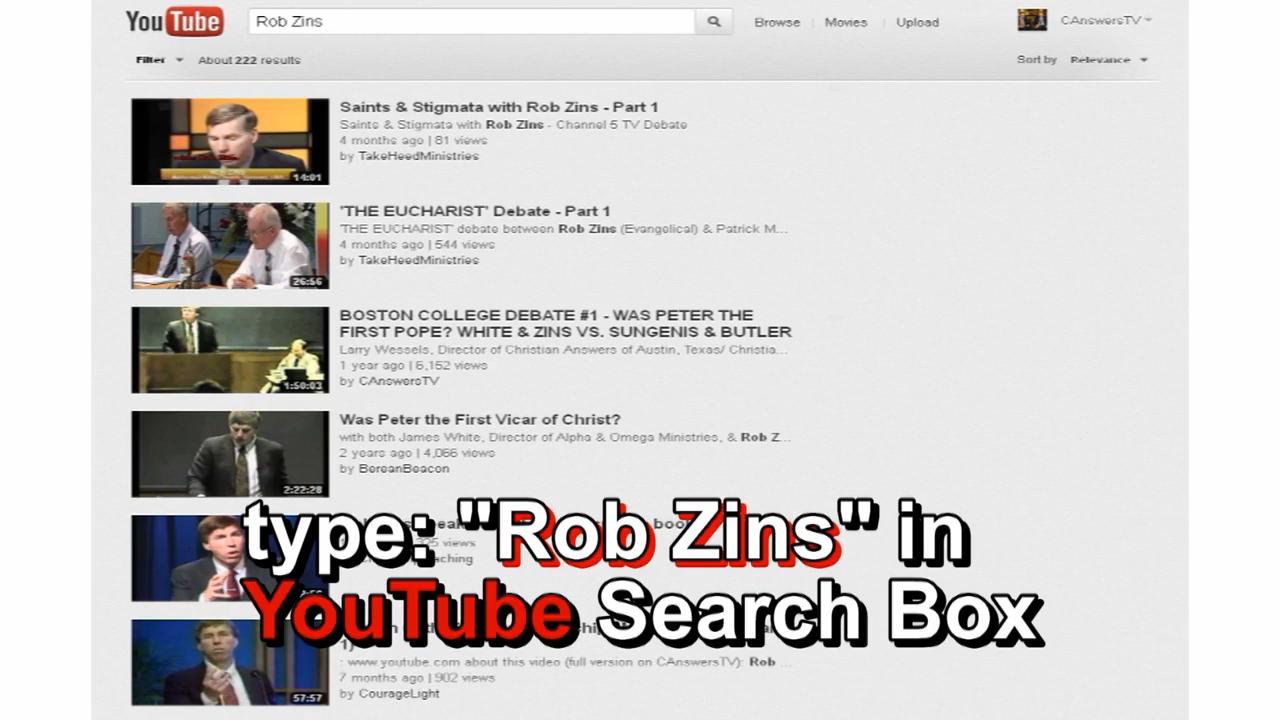 YouTube
Rob Zins
Browse
Movies
Upload
CAnswersTV
Filter
About 222 results
Sort by
Relevance
Saints & Stigmata with Rob Zins - Part 1
Saints & Stigmata with Rob Zins - Channel 5 TV Debate
4 months ago | 81 views
by TakeHeedMinistries
14:01
'THE EUCHARIST' Debate - Part 1
'THE EUCHARIST' debate between Rob Zins (Evangelical) & Patrick M...
4 months ago | 544 views
by TakeHeedMinistries
26:56
BOSTON COLLEGE DEBATE #1 - WAS PETER THE
FIRST POPE? WHITE & ZINS VS. SUNGENIS & BUTLER
Larry Wessels, Director of Christian Answers of Austin, Texas/ Christia...
1 year ago | 6,152 views
by CAnswersTV
1:50:03
Was Peter the First Vicar of Christ?
with both James White, Director of Alpha & Omega Ministries, & Rob Z...
2 years ago | 4,066 views
by BereanBeacon
2:22:28
type: "Rob Zins" in
YouTube Search Box
views
: www.youtube.com about this video (full version on CAnswersTV): Rob ...
7 months ago | 902 views
by CourageLight
57:57